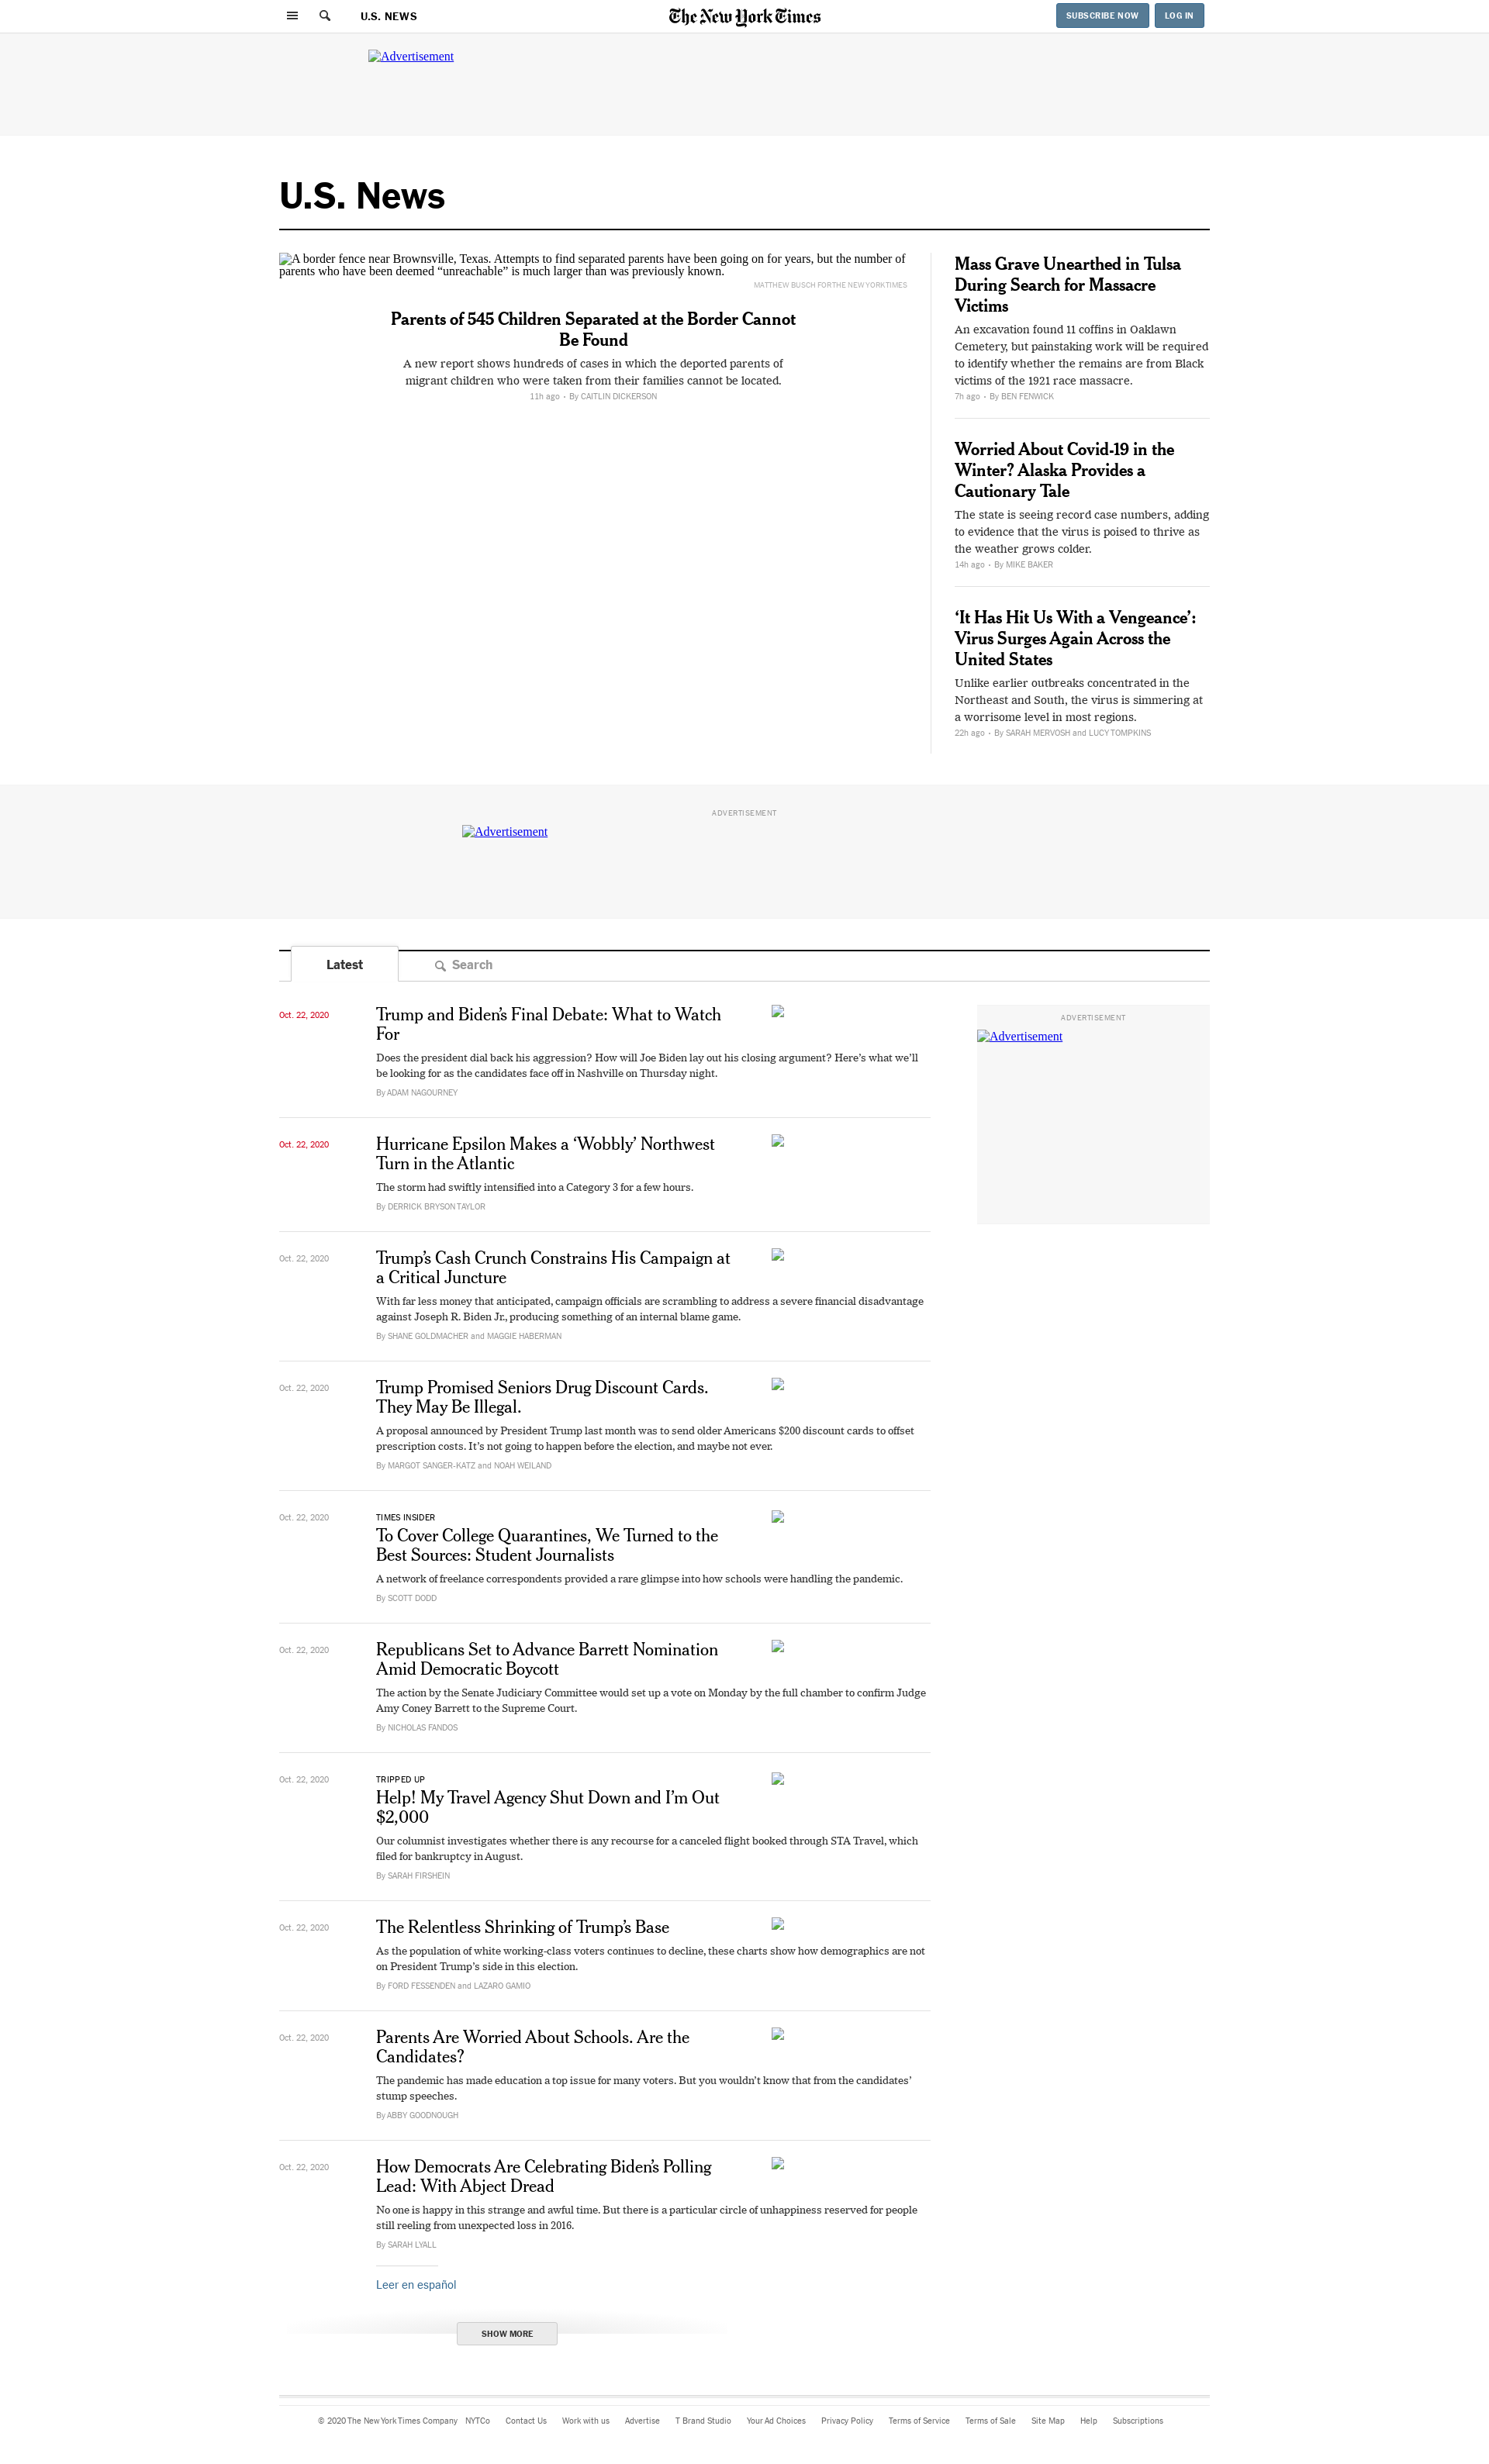 U.S. NEWS
The New York Times
SUBSCRIBE NOW
LOG IN
Advertisement
U.S. News
A border fence near Brownsville, Texas. Attempts to find separated parents have been going on for years, but the number of
parents who have been deemed “unreachable” is much larger than was previously known.
MATTHEW BUSCH FOR THE NEW YORK TIMES
Parents of 545 Children Separated at the Border Cannot
Be Found
A new report shows hundreds of cases in which the deported parents of
migrant children who were taken from their families cannot be located.
11h ago • By CAITLIN DICKERSON
Mass Grave Unearthed in Tulsa
During Search for Massacre
Victims
An excavation found 11 coffins in Oaklawn
Cemetery, but painstaking work will be required
to identify whether the remains are from Black
victims of the 1921 race massacre.
7h ago • By BEN FENWICK
Worried About Covid-19 in the
Winter? Alaska Provides a
Cautionary Tale
The state is seeing record case numbers, adding
to evidence that the virus is poised to thrive as
the weather grows colder.
14h ago • By MIKE BAKER
‘It Has Hit Us With a Vengeance’:
Virus Surges Again Across the
United States
Unlike earlier outbreaks concentrated in the
Northeast and South, the virus is simmering at
a worrisome level in most regions.
22h ago • By SARAH MERVOSH and LUCY TOMPKINS
ADVERTISEMENT
Advertisement
Latest
Search
Oct. 22, 2020
Trump and Biden’s Final Debate: What to Watch
For
Does the president dial back his aggression? How will Joe Biden lay out his closing argument? Here’s what we’ll
be looking for as the candidates face off in Nashville on Thursday night.
By ADAM NAGOURNEY
ADVERTISEMENT
Advertisement
Oct. 22, 2020
Hurricane Epsilon Makes a ‘Wobbly’ Northwest
Turn in the Atlantic
The storm had swiftly intensified into a Category 3 for a few hours.
By DERRICK BRYSON TAYLOR
Oct. 22, 2020
Trump’s Cash Crunch Constrains His Campaign at
a Critical Juncture
With far less money that anticipated, campaign officials are scrambling to address a severe financial disadvantage
against Joseph R. Biden Jr., producing something of an internal blame game.
By SHANE GOLDMACHER and MAGGIE HABERMAN
Oct. 22, 2020
Trump Promised Seniors Drug Discount Cards.
They May Be Illegal.
A proposal announced by President Trump last month was to send older Americans $200 discount cards to offset
prescription costs. It’s not going to happen before the election, and maybe not ever.
By MARGOT SANGER-KATZ and NOAH WEILAND
Oct. 22, 2020
TIMES INSIDER
To Cover College Quarantines, We Turned to the
Best Sources: Student Journalists
A network of freelance correspondents provided a rare glimpse into how schools were handling the pandemic.
By SCOTT DODD
Oct. 22, 2020
Republicans Set to Advance Barrett Nomination
Amid Democratic Boycott
The action by the Senate Judiciary Committee would set up a vote on Monday by the full chamber to confirm Judge
Amy Coney Barrett to the Supreme Court.
By NICHOLAS FANDOS
Oct. 22, 2020
TRIPPED UP
Help! My Travel Agency Shut Down and I’m Out
$2,000
Our columnist investigates whether there is any recourse for a canceled flight booked through STA Travel, which
filed for bankruptcy in August.
By SARAH FIRSHEIN
Oct. 22, 2020
The Relentless Shrinking of Trump’s Base
As the population of white working-class voters continues to decline, these charts show how demographics are not
on President Trump’s side in this election.
By FORD FESSENDEN and LAZARO GAMIO
Oct. 22, 2020
Parents Are Worried About Schools. Are the
Candidates?
The pandemic has made education a top issue for many voters. But you wouldn’t know that from the candidates’
stump speeches.
By ABBY GOODNOUGH
Oct. 22, 2020
How Democrats Are Celebrating Biden’s Polling
Lead: With Abject Dread
No one is happy in this strange and awful time. But there is a particular circle of unhappiness reserved for people
still reeling from unexpected loss in 2016.
By SARAH LYALL
Leer en español
SHOW MORE
© 2020 The New York Times Company NYTCo Contact Us Work with us Advertise T Brand Studio Your Ad Choices Privacy Policy Terms of Service Terms of Sale Site Map Help Subscriptions